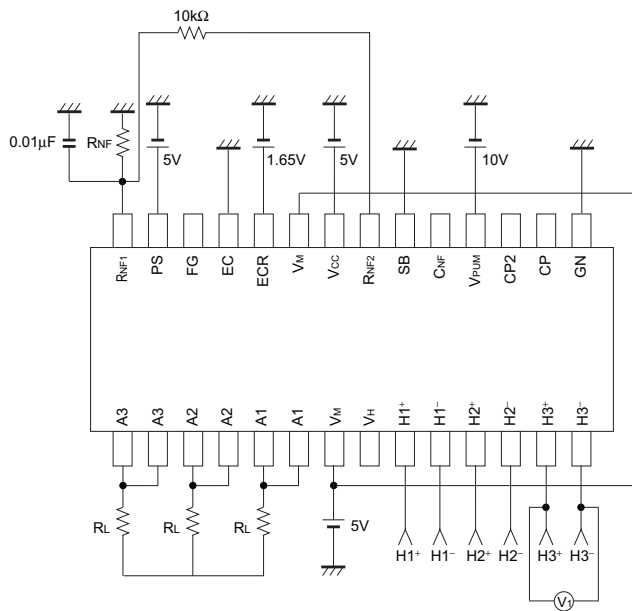 10kΩ
0.01μF
RNF
5V
1.65V
5V
10V
RNF1 PS FG EC ECR VM VCC RNF2 SB CNF VPUM CP2 CP GN
A3 A3 A2 A2 A1 A1 VM VH H1+ H1− H2+ H2− H3+ H3−
RL
RL
RL
5V
H1+ H1− H2+ H2− H3+ H3−
V1